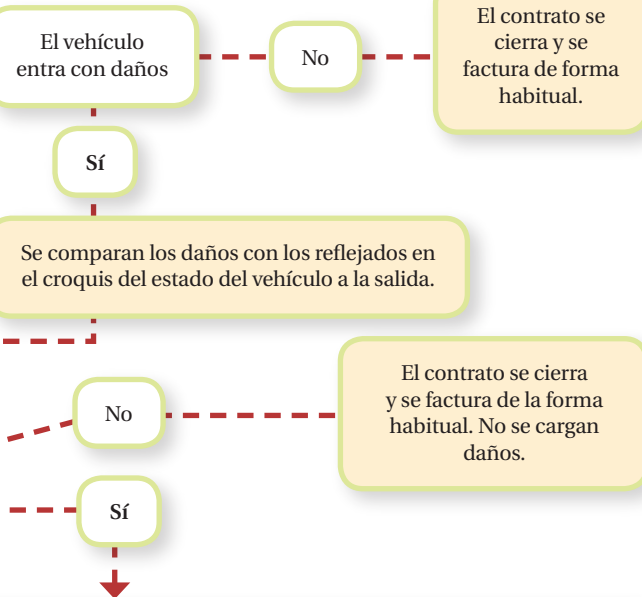 El vehículo
entra con daños
No
El contrato se
cierra y se
factura de forma
habitual.
Sí
Se comparan los daños con los reflejados en
el croquis del estado del vehículo a la salida.
No
El contrato se cierra
y se factura de la forma
habitual. No se cargan
daños.
Sí